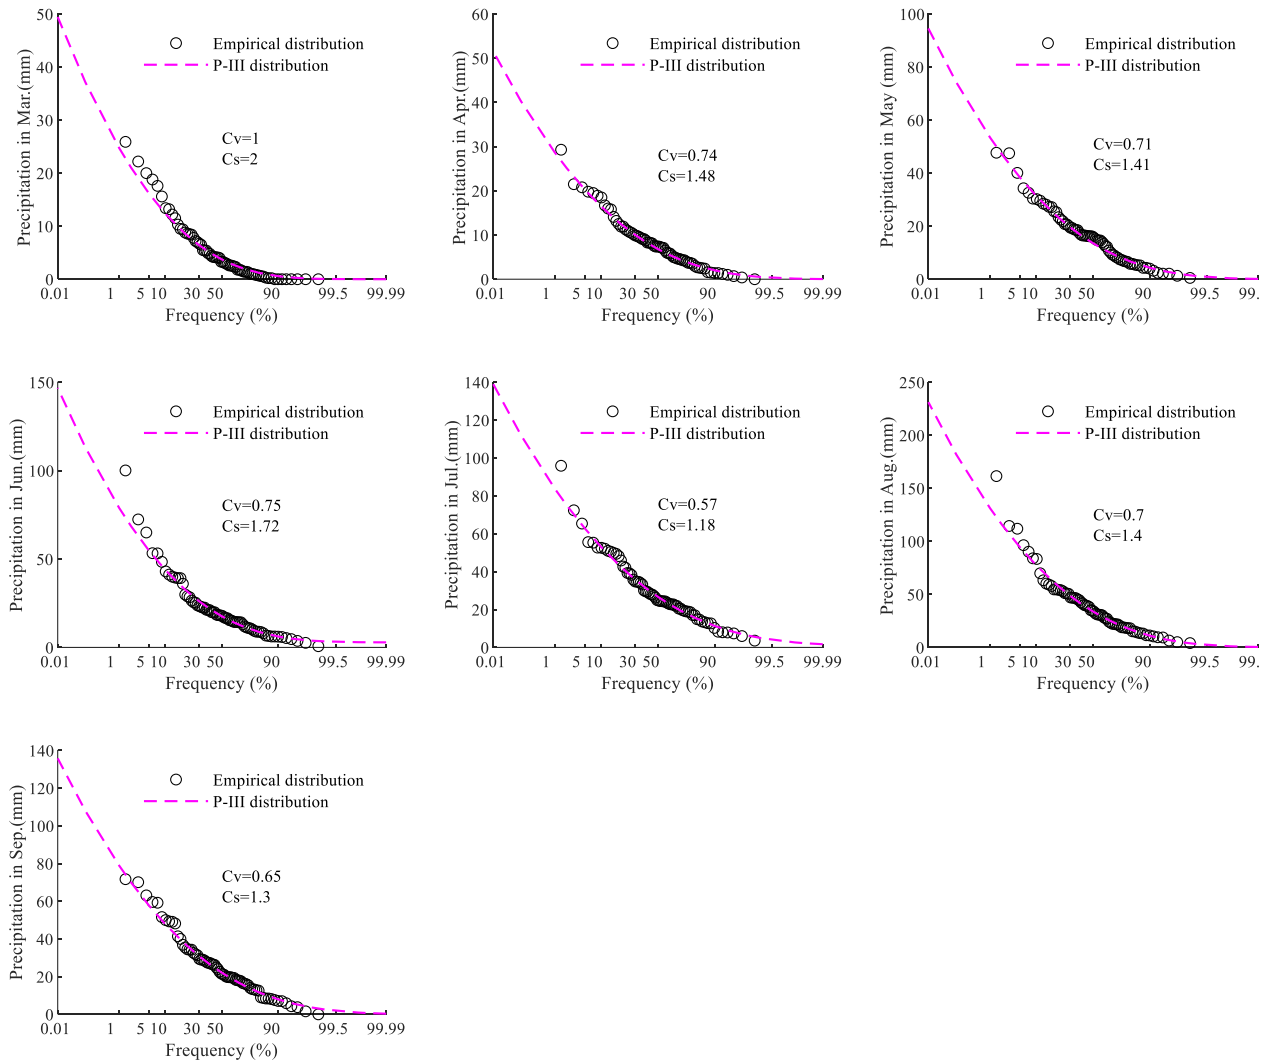 Precipitation in Mar.(mm)
50
40
30
20
10
0
Empirical distribution
P-III distribution
Cv=1
Cs=2
0.01 1 5 10 30 50 90 99.5 99.99
Frequency (%)
Precipitation in Apr.(mm)
60
50
40
30
20
10
0
Empirical distribution
P-III distribution
Cv=0.74
Cs=1.48
0.01 1 5 10 30 50 90 99.5 99.99
Frequency (%)
Precipitation in May (mm)
100
80
60
40
20
0
Empirical distribution
P-III distribution
Cv=0.71
Cs=1.41
0.01 1 5 10 30 50 90 99.5 99.
Frequency (%)
Precipitation in Jun.(mm)
150
100
50
0
Empirical distribution
P-III distribution
Cv=0.75
Cs=1.72
0.01 1 5 10 30 50 90 99.5 99.99
Frequency (%)
Precipitation in Jul.(mm)
140
120
100
80
60
40
20
0
Empirical distribution
P-III distribution
Cv=0.57
Cs=1.18
0.01 1 5 10 30 50 90 99.5 99.99
Frequency (%)
Precipitation in Aug.(mm)
250
200
150
100
50
0
Empirical distribution
P-III distribution
Cv=0.7
Cs=1.4
0.01 1 5 10 30 50 90 99.5 99.
Frequency (%)
Precipitation in Sep.(mm)
140
120
100
80
60
40
20
0
Empirical distribution
P-III distribution
Cv=0.65
Cs=1.3
0.01 1 5 10 30 50 90 99.5 99.99
Frequency (%)